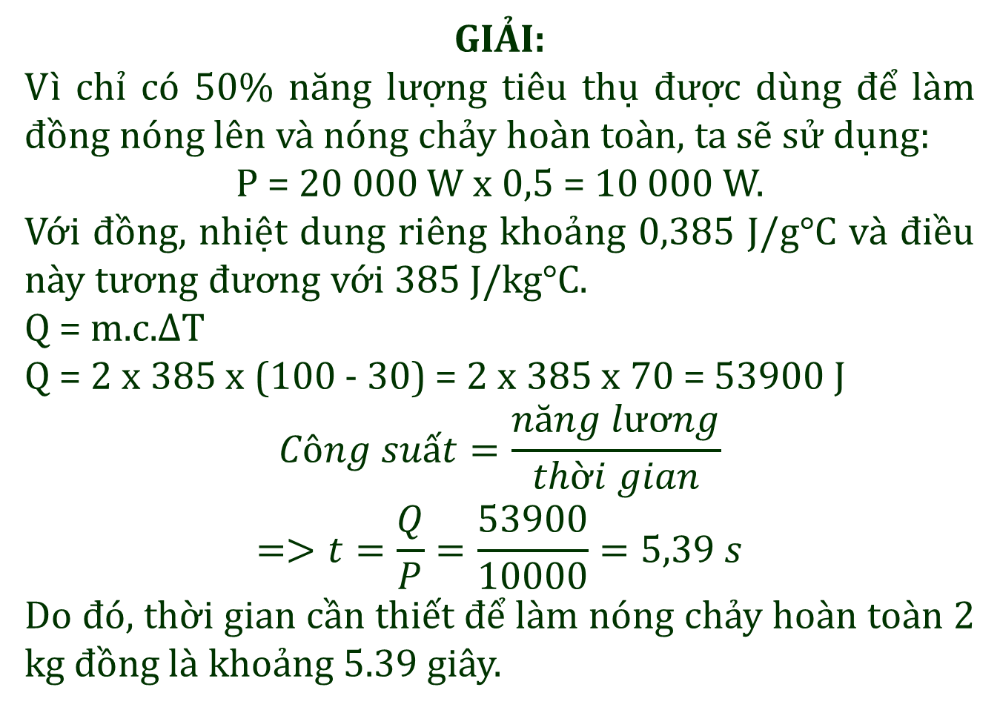 GIẢI:
Vì chỉ có 50% năng lượng tiêu thụ được dùng để làm
đồng nóng lên và nóng chảy hoàn toàn, ta sẽ sử dụng:
P = 20 000 W x 0,5 = 10 000 W.
Với đồng, nhiệt dung riêng khoảng 0,385 J/g°C và điều
này tương đương với 385 J/kg°C.
Q = m.c.ΔT
Q = 2 x 385 x (100 - 30) = 2 x 385 x 70 = 53900 J
Công suất = năng lương / thời gian
=> t = Q/P = 53900/10000 = 5,39 s
Do đó, thời gian cần thiết để làm nóng chảy hoàn toàn 2
kg đồng là khoảng 5.39 giây.